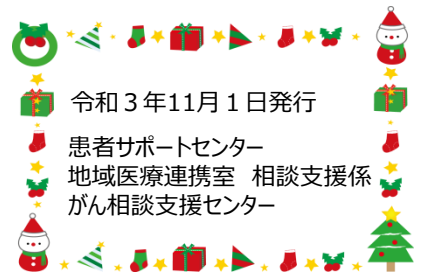 令和３年11月１日発行
患者サポートセンター
地域医療連携室　相談支援係
がん相談支援センター